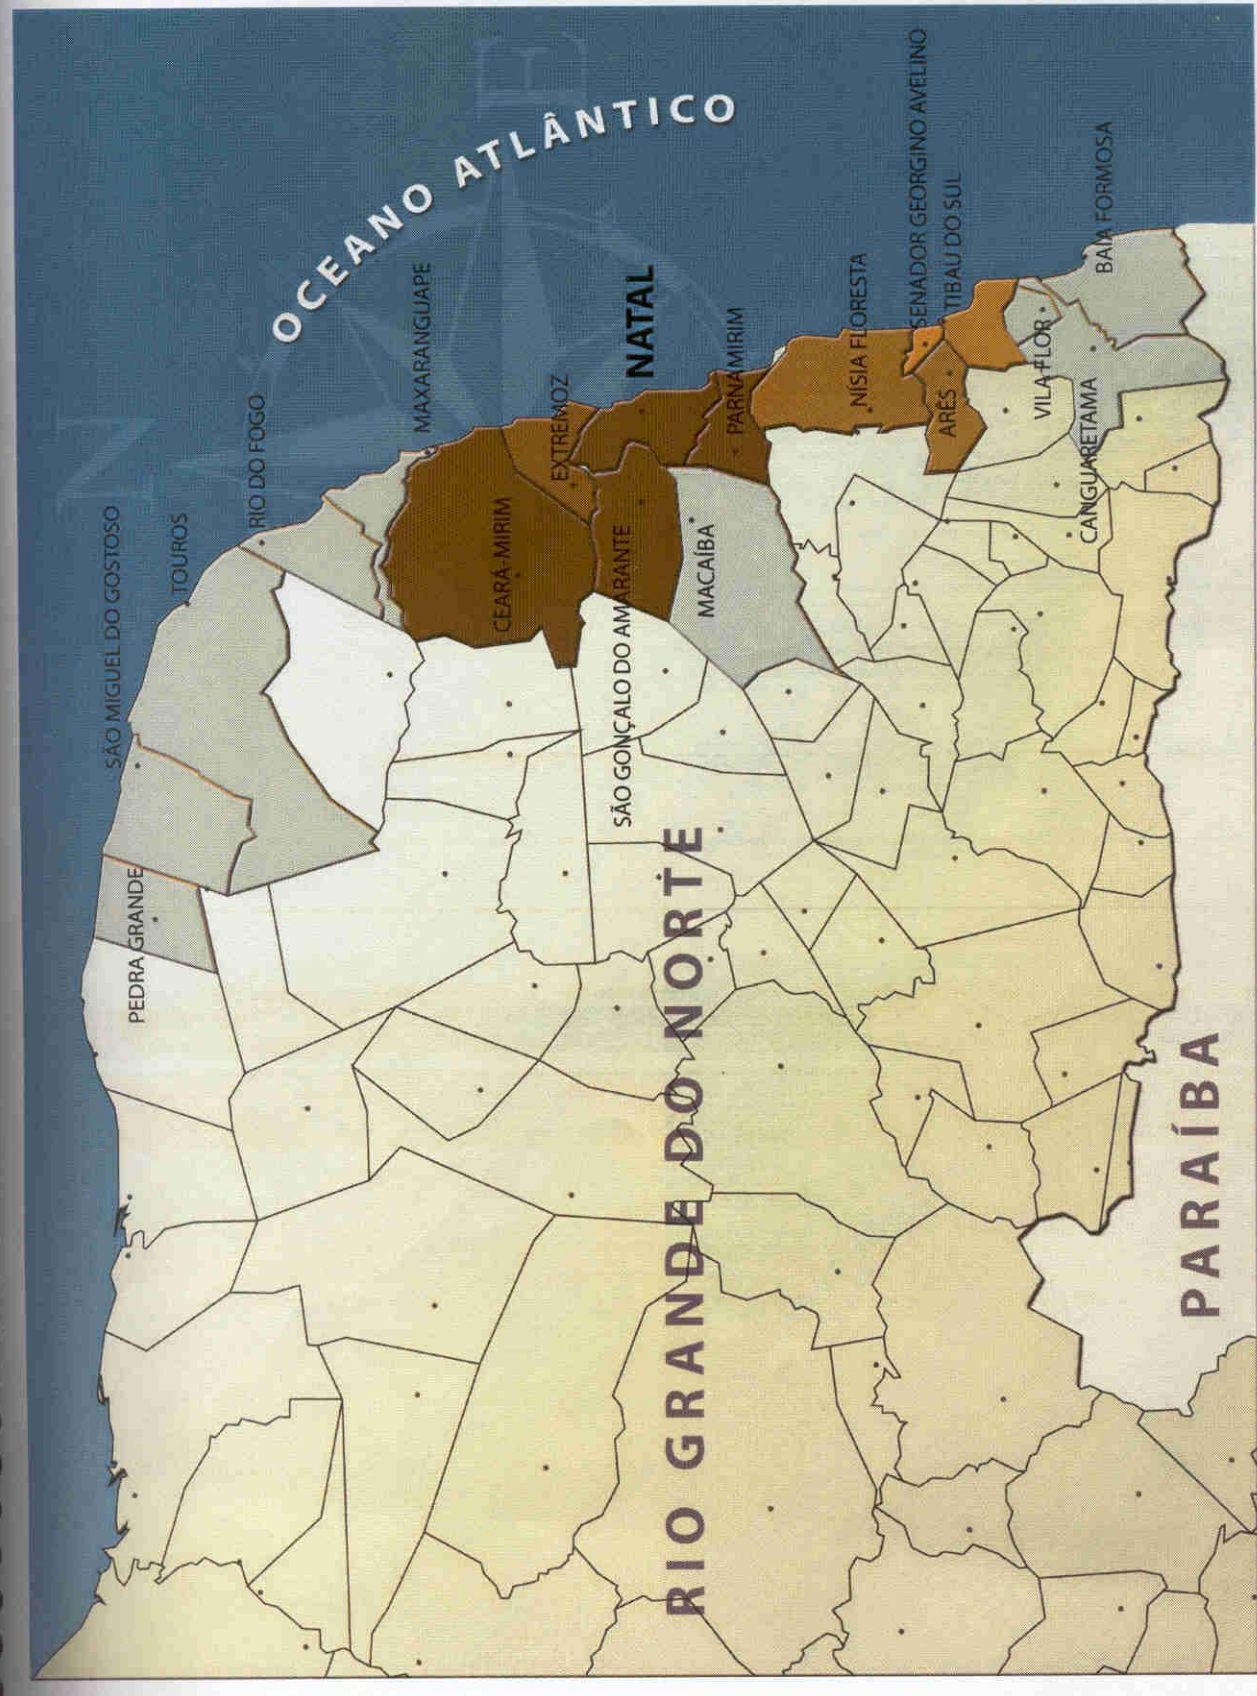 OCEANO ATLÂNTICO
N
E
SÃO MIGUEL DO GOSTOSO
TOUROS
RIO DO FOGO
MAXARANGUAPE
PEDRA GRANDE
CEARÁ-MIRIM
EXTREMOZ
NATAL
SÃO GONÇALO DO AMARANTE
MACAÍBA
PARNAMIRIM
NÍSIA FLORESTA
SENADOR GEORGINO AVELINO
TIBAU DO SUL
ARÊS
VILA FLOR
CANGUARETAMA
BAÍA FORMOSA
RIO GRANDE DO NORTE
PARAÍBA